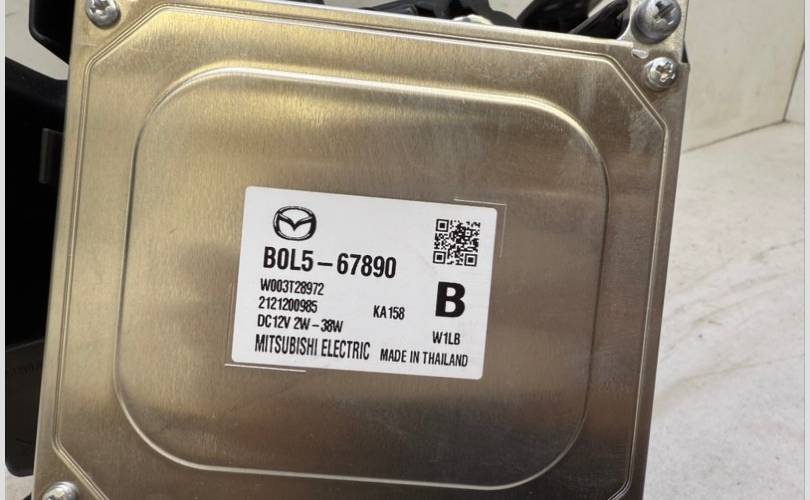 B0L5-67890
W003T28972
2121200985
KA158
B
DC12V 2W-38W
W1LB
MITSUBISHI ELECTRIC MADE IN THAILAND